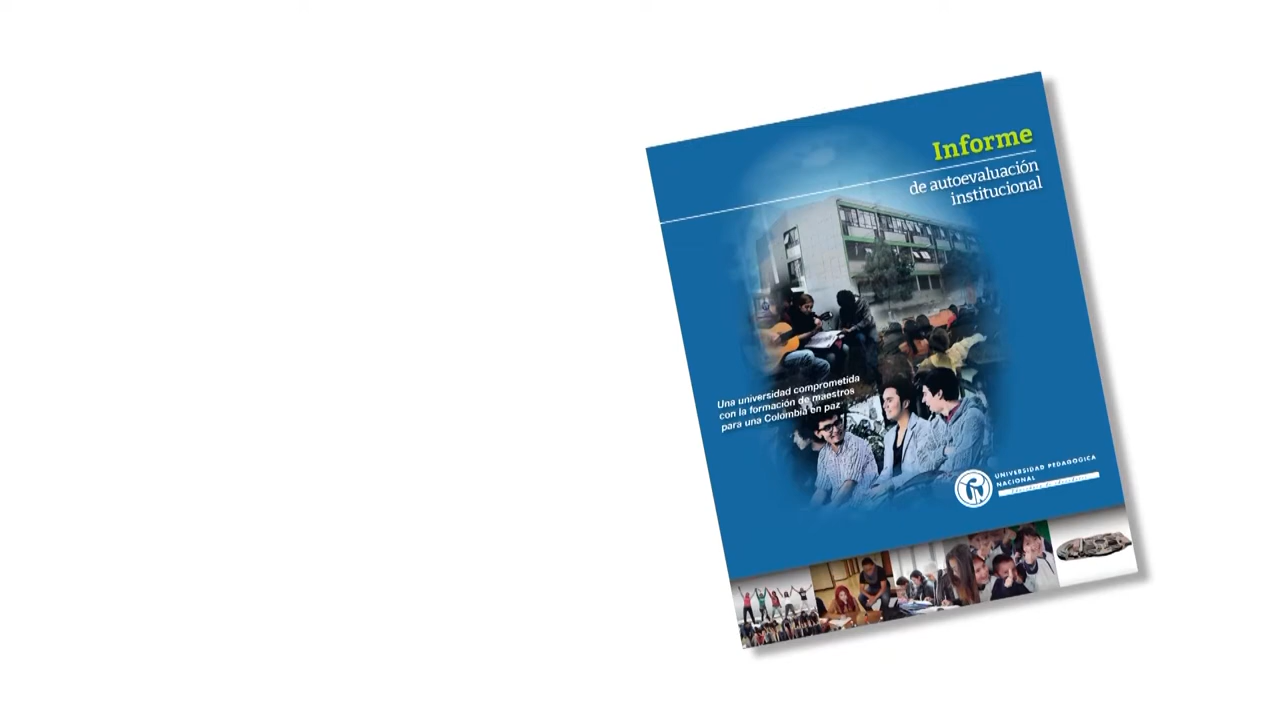 Informe
de autoevaluación
institucional
Una universidad comprometida
con la formación de maestros
para una Colombia en paz
UNIVERSIDAD PEDAGOGICA
NACIONAL